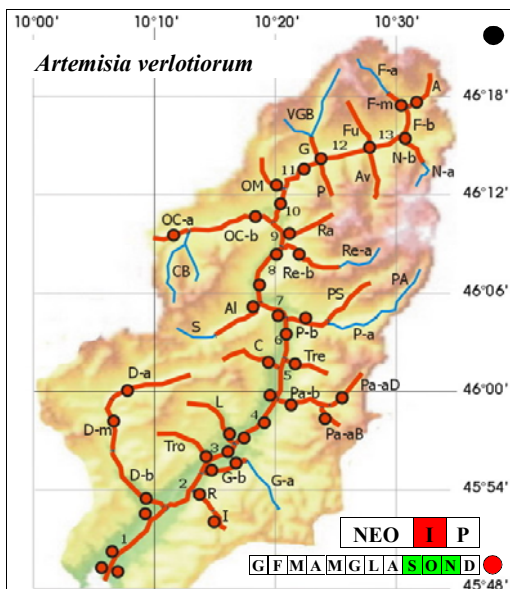 10°00' 10°10' 10°20' 10°30'
Artemisia verlotiorum
F-a
A
46°18'
VGB
F-m
Fu
F-b
G 12 13
11
N-b
N-a
OM
P
Av
46°12'
10
OC-a
OC-b
Ra
9
Re-a
CB
8
Re-b
PA
46°06'
PS
Al
7
S
P-b
P-a
6
C
Tre
D-a
5
46°00'
L
Pa-b
Pa-aD
D-m
4
Pa-aB
Tro
3
D-b
G-b
G-a
2
R
45°54'
I
1
NEO I P
G F M A M G L A S O N D
45°48'